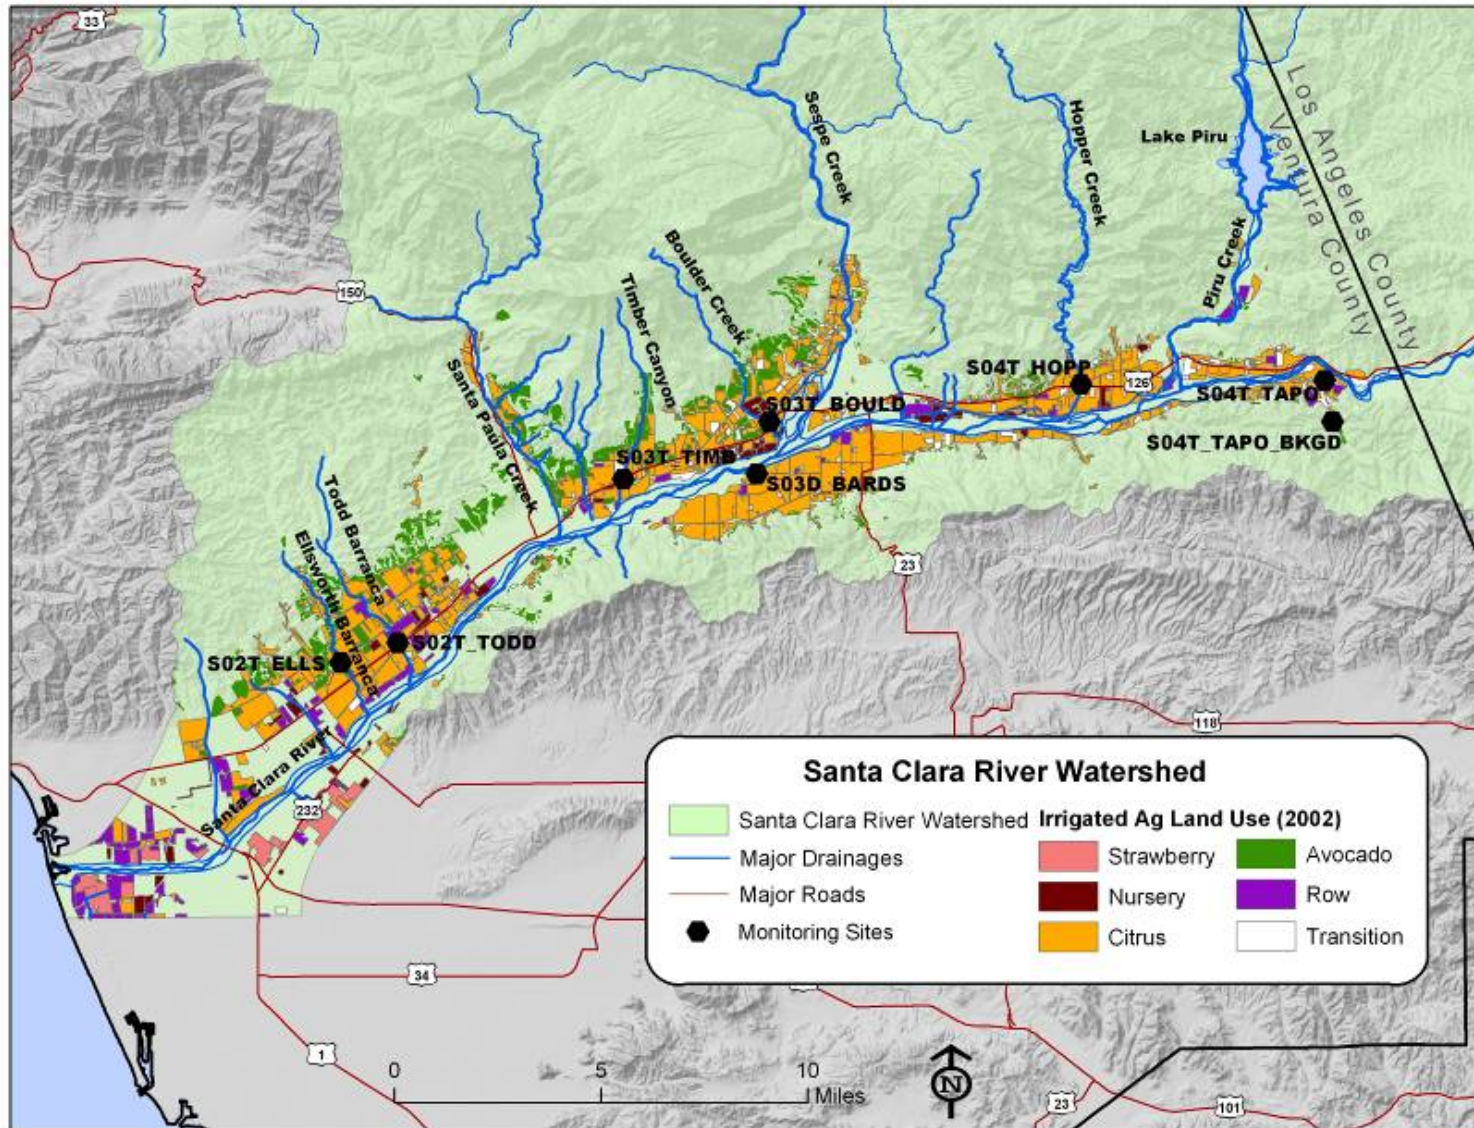 33
Sespe Creek
Hopper Creek
Lake Piru
Los Angeles County
Ventura County
Piru Creek
150
Boulder Creek
Timber Canyon
Santa Paula Creek
S04T_HOPP
126
S04T_TAPO
S03T_BOULD
S04T_TAPO_BKGD
S03T_TIMB
S03D_BARDS
Todd Barranca
Ellsworth Barranca
23
S02T_TODD
S02T_ELLS
118
Santa Clara River
232
Santa Clara River Watershed
Santa Clara River Watershed
Major Drainages
Major Roads
Monitoring Sites
Irrigated Ag Land Use (2002)
Strawberry
Avocado
Nursery
Row
Citrus
Transition
34
1
0 5 10
Miles
N
23
101